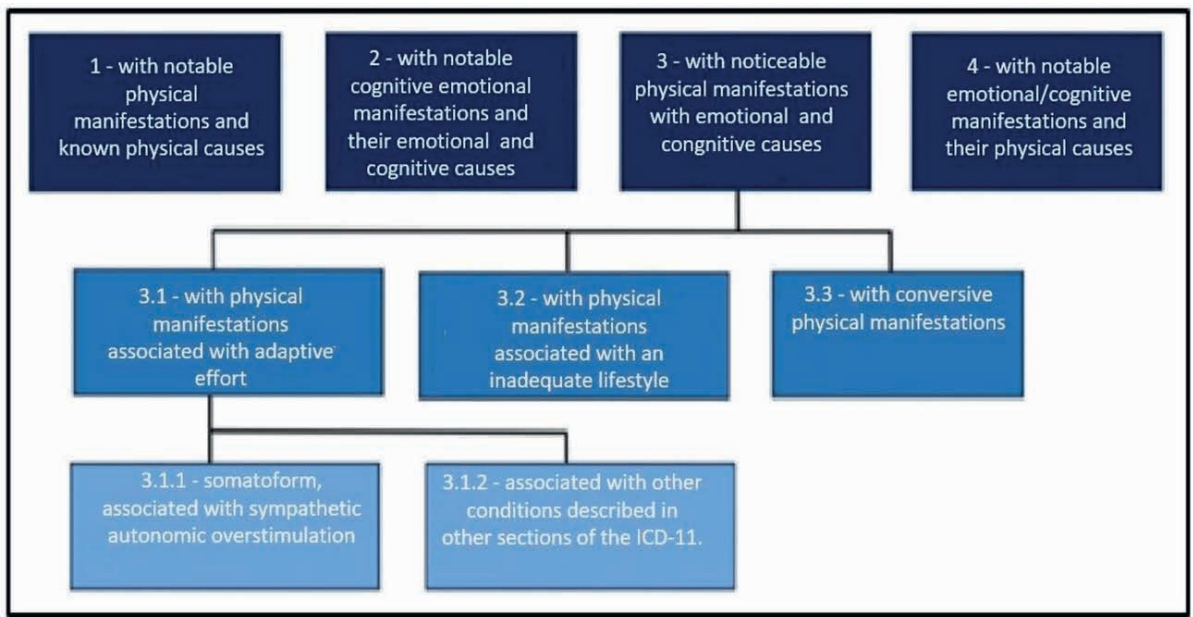 1 - with notable
physical
manifestations and
known physical causes
2 - with notable
cognitive emotional
manifestations and
their emotional and
cognitive causes
3 - with noticeable
physical manifestations
with emotional and
congnitive causes
4 - with notable
emotional/cognitive
manifestations and
their physical causes
3.1 - with physical
manifestations
associated with adaptive
effort
3.2 - with physical
manifestations
associated with an
inadequate lifestyle
3.3 - with conversive
physical manifestations
3.1.1 - somatoform,
associated with sympathetic
autonomic overstimulation
3.1.2 - associated with other
conditions described in
other sections of the ICD-11.